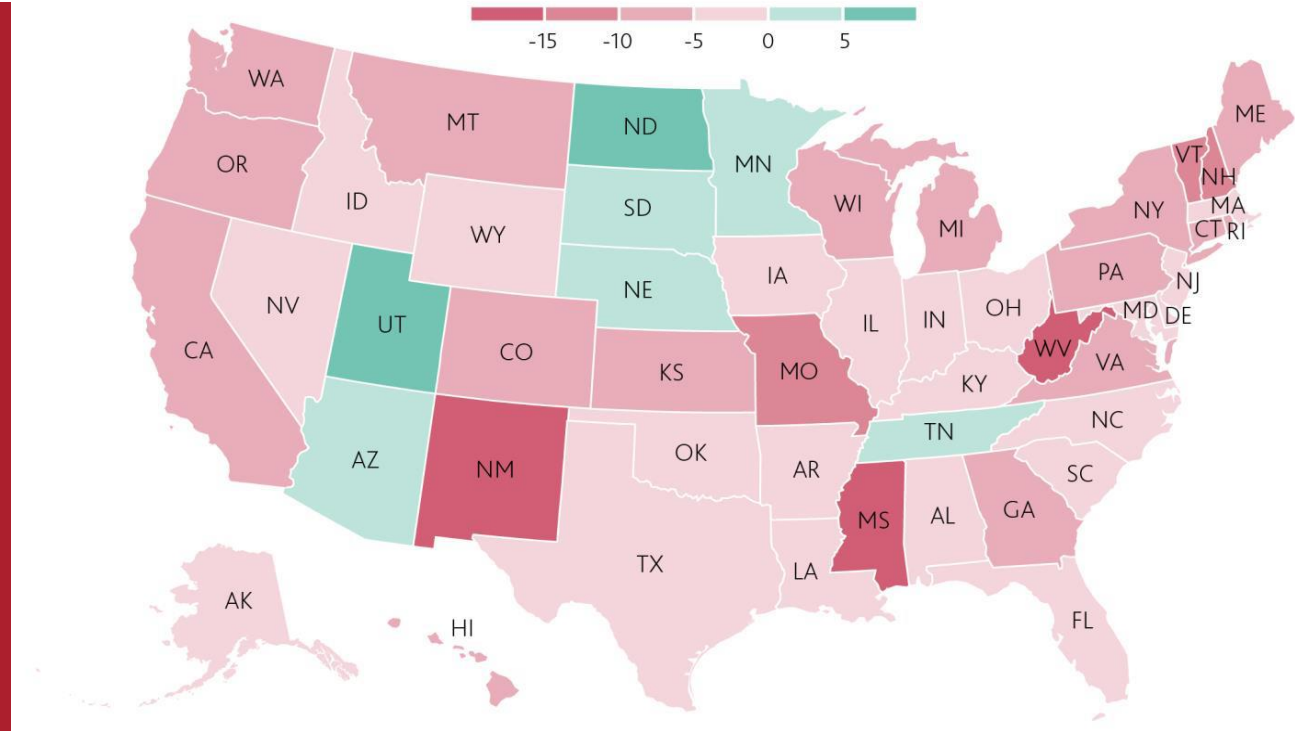 -15 -10 -5 0 5
WA
MT
ND
MN
ME
VT
NH
OR
ID
SD
WI
MI
NY
MA
CT RI
WY
IA
PA
NJ
NE
OH
MD DE
NV
UT
CO
IL
IN
WV
VA
CA
KS
MO
KY
NC
TN
AZ
NM
OK
AR
SC
MS
AL
GA
TX
LA
AK
HI
FL